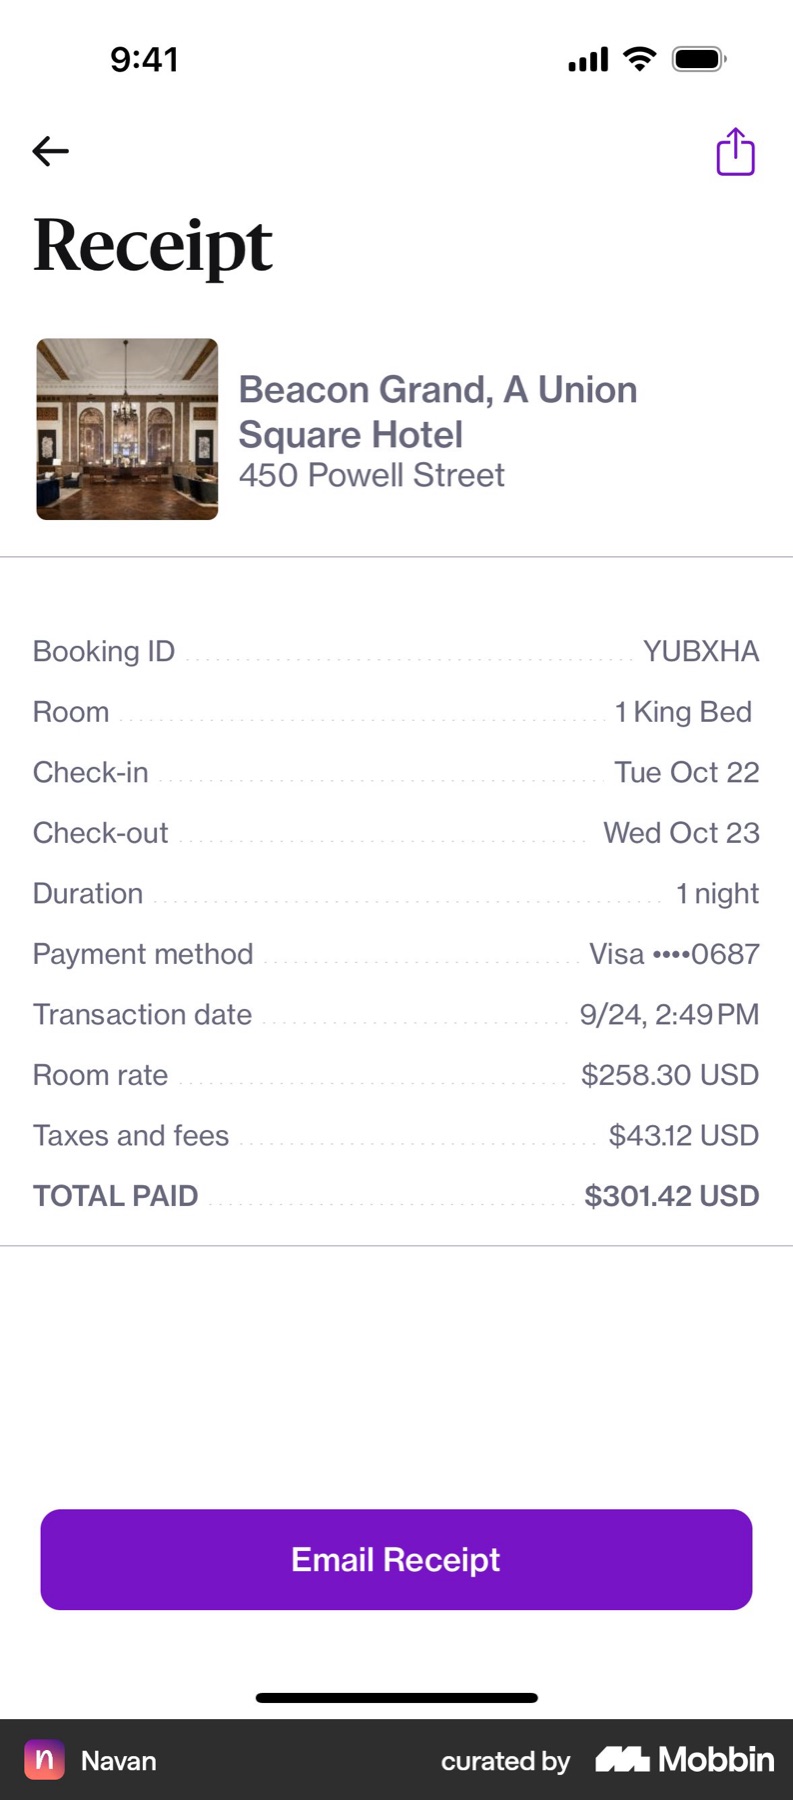 9:41
Receipt
Beacon Grand, A Union
Square Hotel
450 Powell Street
Booking ID YUBXHA
Room 1 King Bed
Check-in Tue Oct 22
Check-out Wed Oct 23
Duration 1 night
Payment method Visa ••••0687
Transaction date 9/24, 2:49 PM
Room rate $258.30 USD
Taxes and fees $43.12 USD
TOTAL PAID $301.42 USD
Email Receipt
n Navan curated by Mobbin